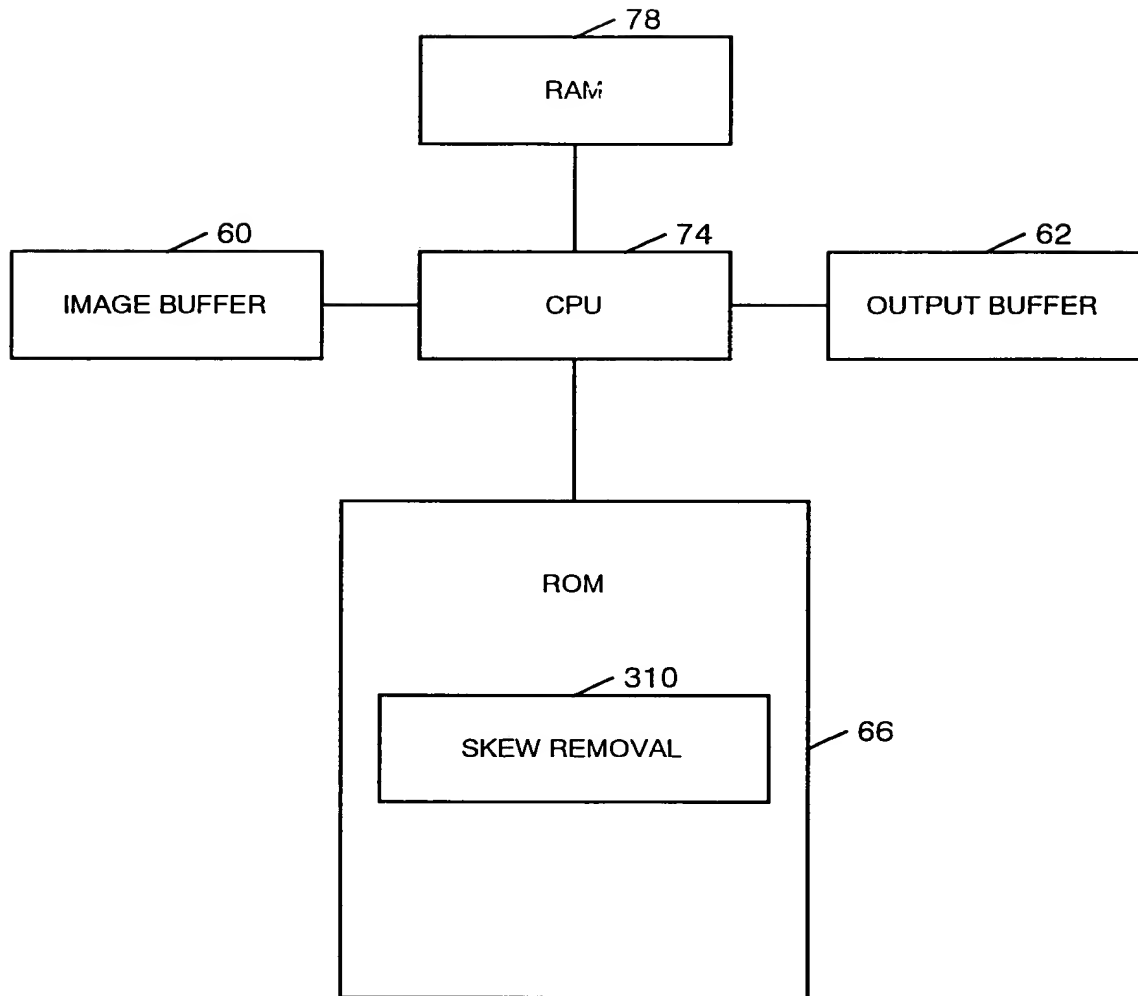 78
RAM
60
74
62
IMAGE BUFFER
CPU
OUTPUT BUFFER
ROM
310
SKEW REMOVAL
66